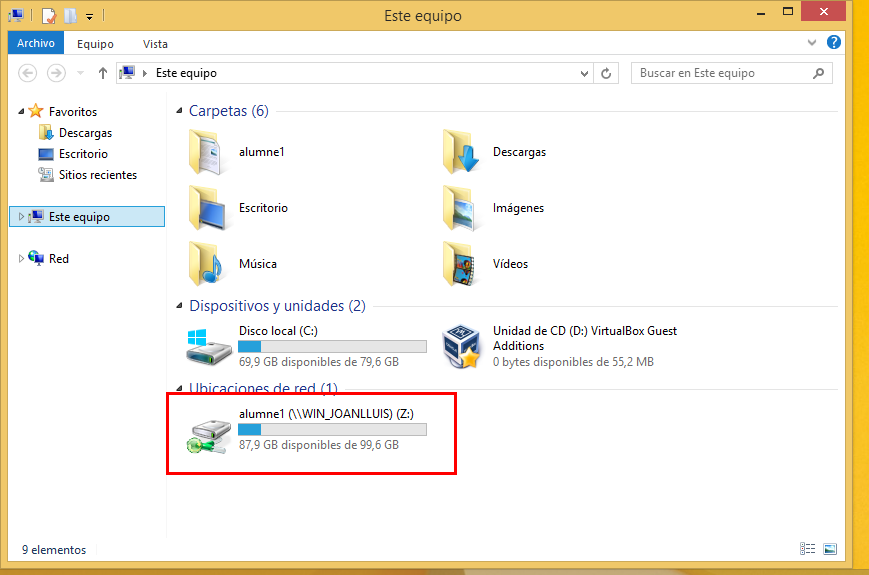 Este equipo
Archivo Equipo Vista
Este equipo
Buscar en Este equipo
Favoritos
Descargas
Escritorio
Sitios recientes
Este equipo
Red
Carpetas (6)
alumne1
Descargas
Escritorio
Imágenes
Música
Vídeos
Dispositivos y unidades (2)
Disco local (C:)
69,9 GB disponibles de 79,6 GB
Unidad de CD (D:) VirtualBox Guest
Additions
0 bytes disponibles de 55,2 MB
Ubicaciones de red (1)
alumne1 (\\WIN_JOANLLUIS) (Z:)
87,9 GB disponibles de 99,6 GB
9 elementos